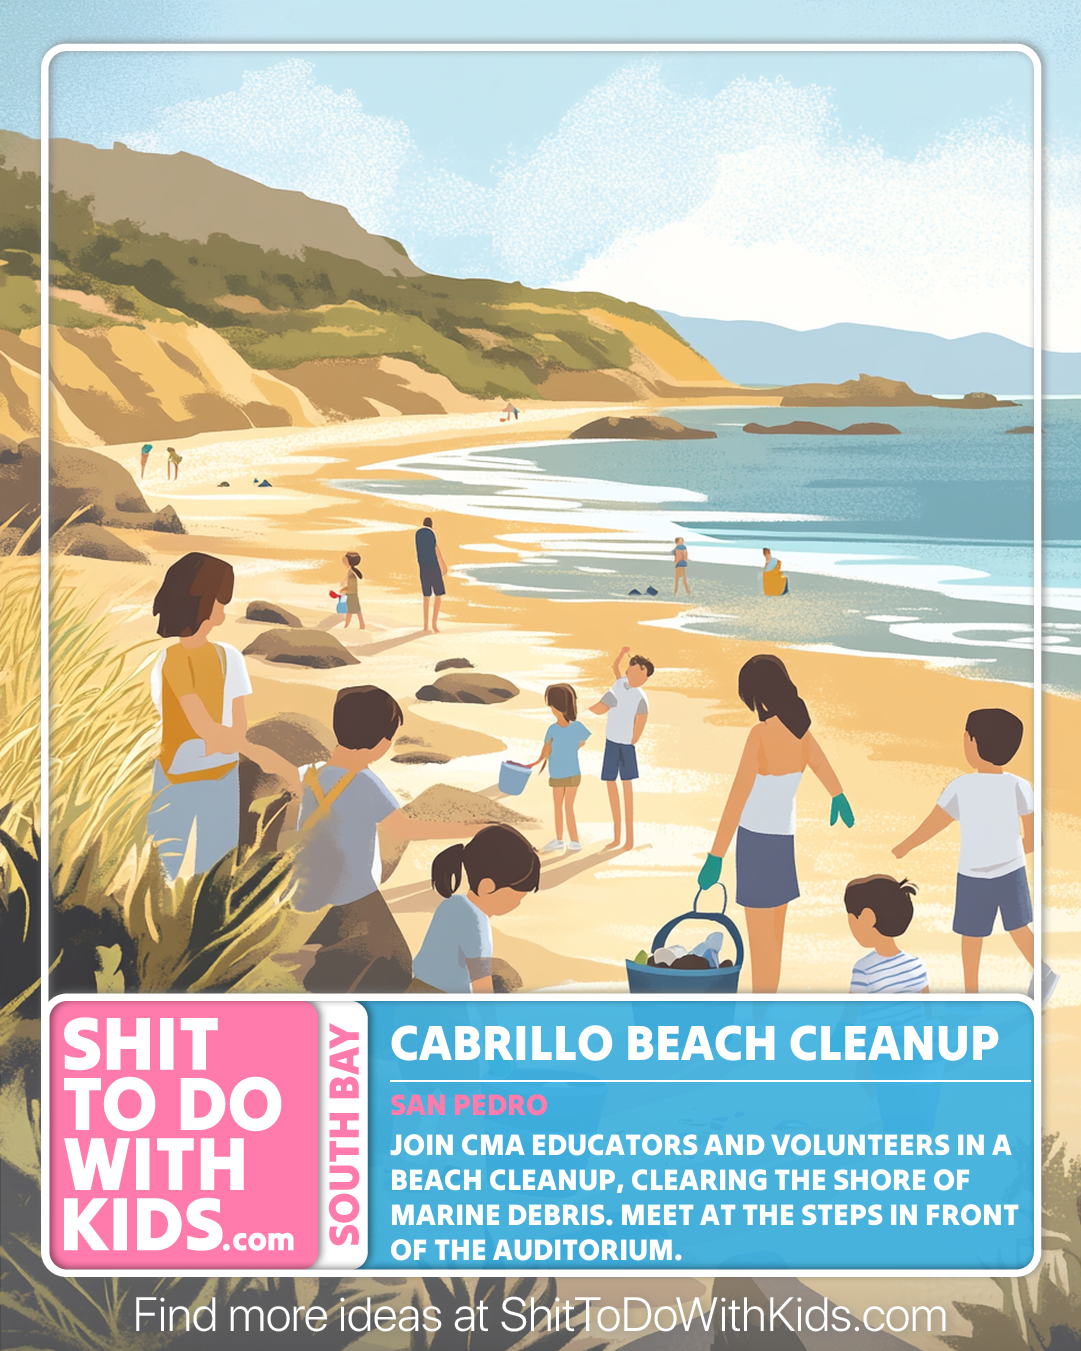 SHIT
TO DO
WITH
KIDS.com
SOUTH BAY
CABRILLO BEACH CLEANUP
SAN PEDRO
JOIN CMA EDUCATORS AND VOLUNTEERS IN A
BEACH CLEANUP, CLEARING THE SHORE OF
MARINE DEBRIS. MEET AT THE STEPS IN FRONT
OF THE AUDITORIUM.
Find more ideas at ShitToDoWithKids.com